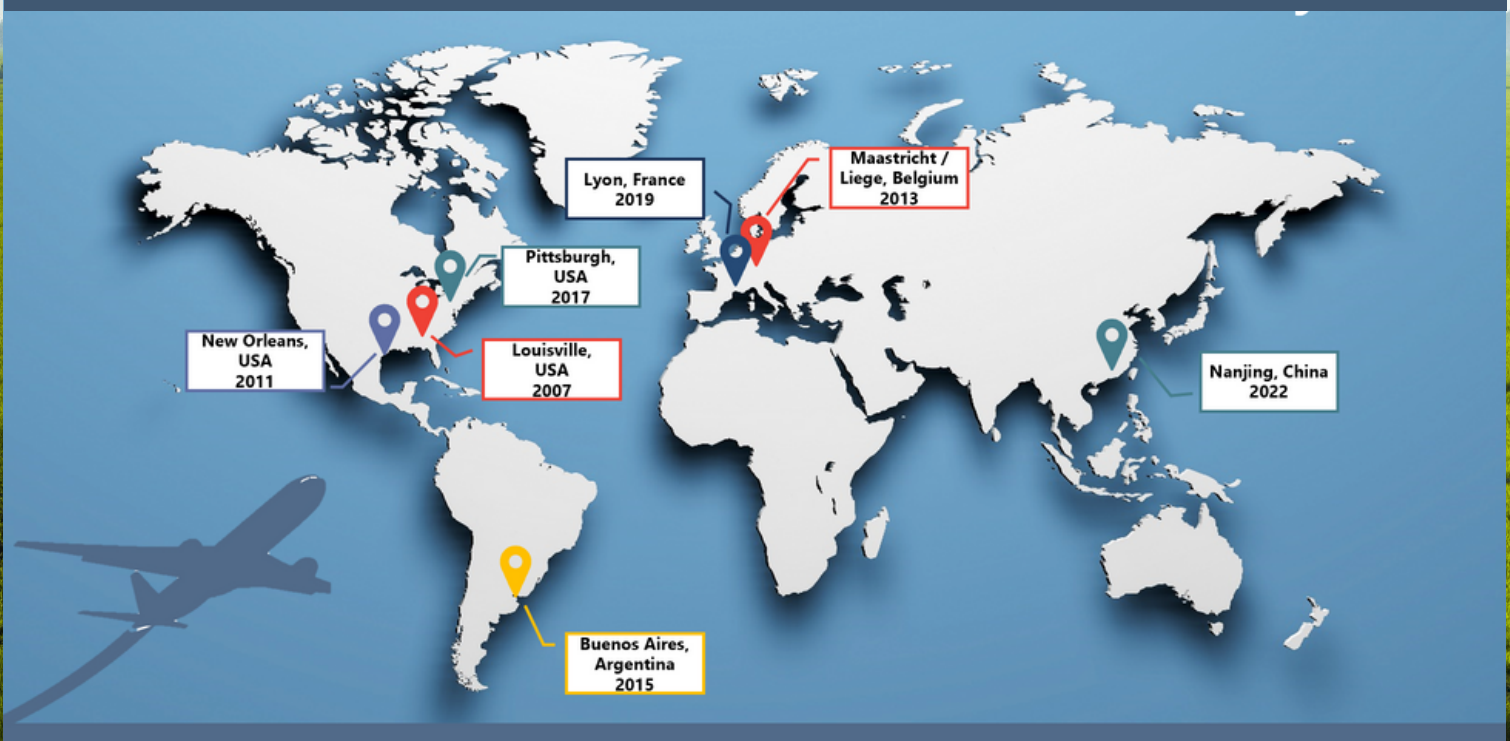 Lyon, France
2019
Maastricht /
Liege, Belgium
2013
Pittsburgh,
USA
2017
New Orleans,
USA
2011
Louisville,
USA
2007
Nanjing, China
2022
Buenos Aires,
Argentina
2015